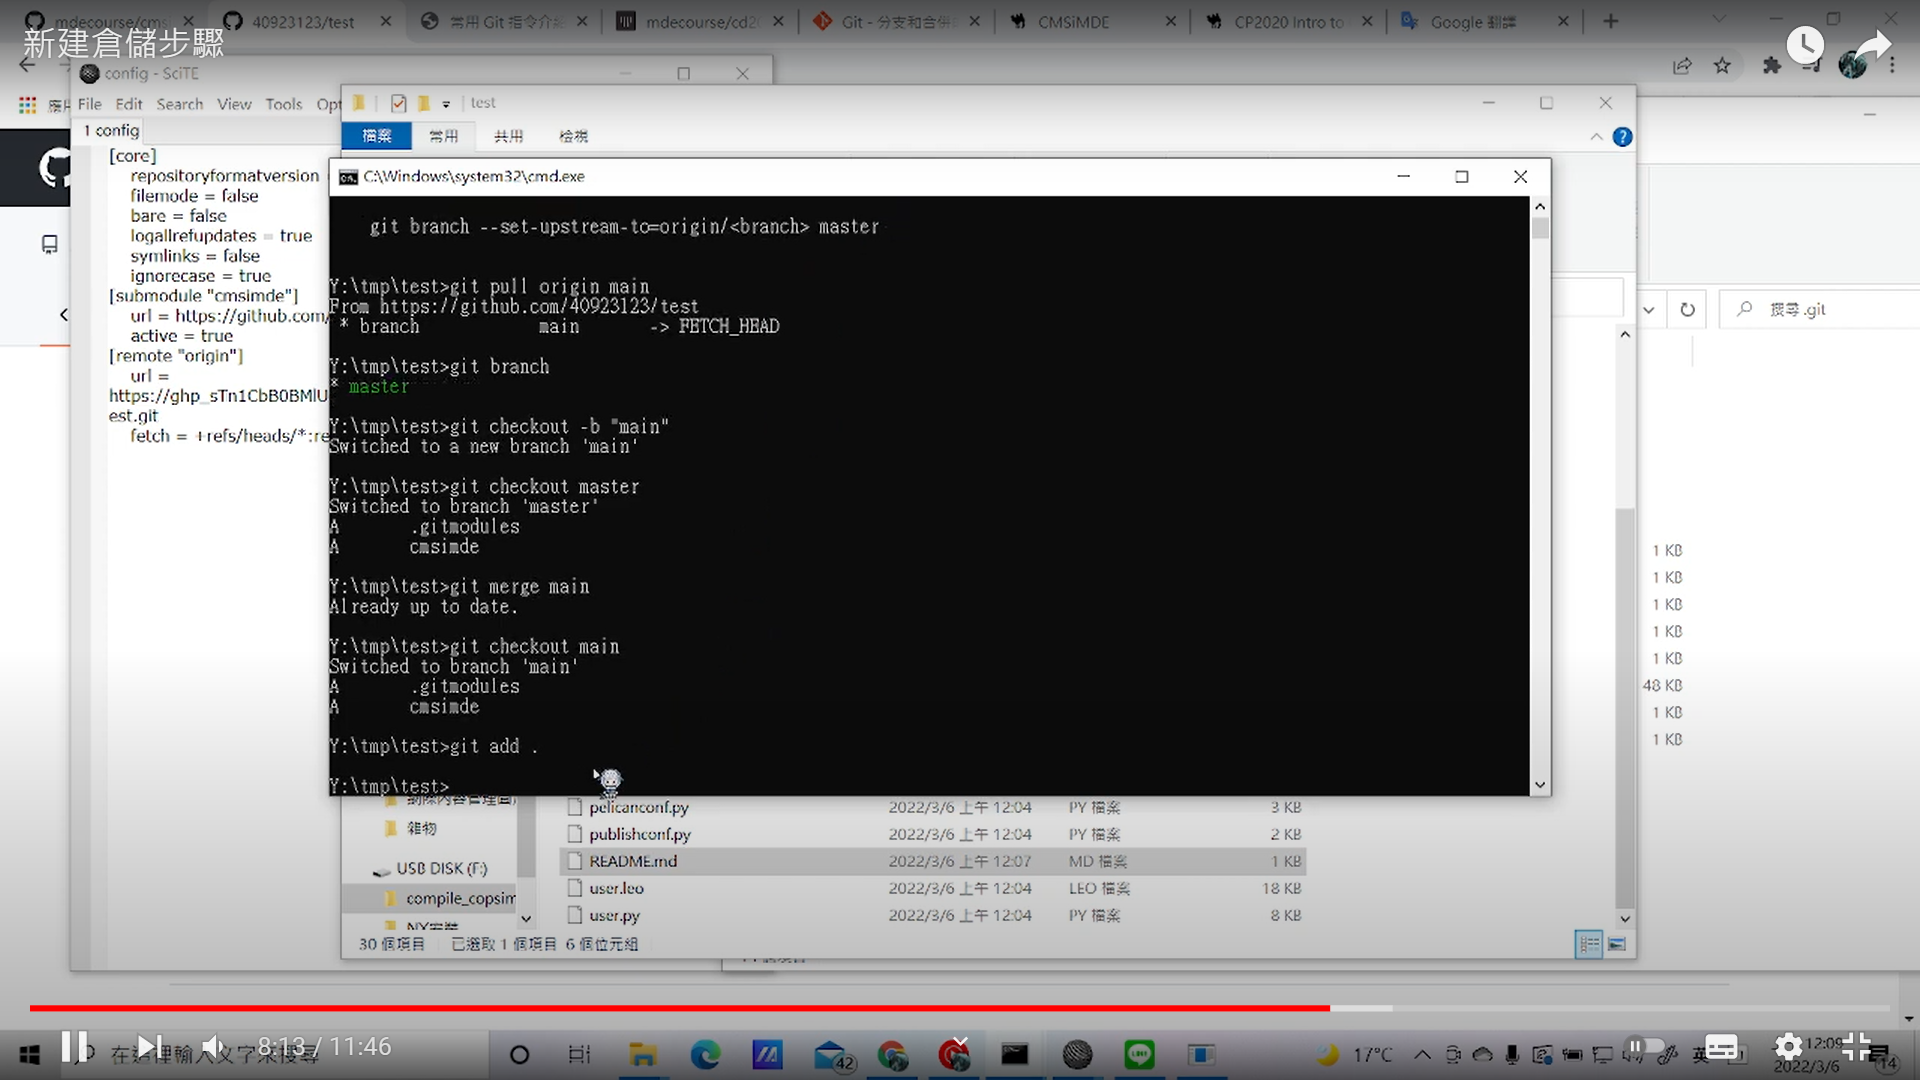 mdecourse/cmsi
40923123/test
常用 Git 指令介紹
mdecourse/cd20
Git - 分支和合併
CMSiMDE
CP2020 Intro to
Google 翻譯
新建倉儲步驟
config - SciTE
File Edit Search View Tools
test
1 config
檔案 常用 共用 檢視
[core]
repositoryformatversion
filemode = false
bare = false
logallrefupdates = true
symlinks = false
ignorecase = true
[submodule "cmsimde"]
url = https://github.com/
active = true
[remote "origin"]
url =
est.git
fetch = +refs/heads/*:re
C:\Windows\system32\cmd.exe
git branch --set-upstream-to=origin/<branch> master
Y:\tmp\test>git pull origin main
From https://github.com/40923123/test
* branch main -> FETCH_HEAD
Y:\tmp\test>git branch
* master
Y:\tmp\test>git checkout -b "main"
Switched to a new branch 'main'
Y:\tmp\test>git checkout master
Switched to branch 'master'
A .gitmodules
A cmsimde
Y:\tmp\test>git merge main
Already up to date.
Y:\tmp\test>git checkout main
Switched to branch 'main'
A .gitmodules
A cmsimde
Y:\tmp\test>git add .
Y:\tmp\test>
搜尋 .git
1 KB
1 KB
1 KB
1 KB
1 KB
48 KB
1 KB
1 KB
雜物
USB DISK (F:)
compile_copsim
pelicanconf.py 2022/3/6 上午 12:04 PY 檔案 3 KB
publishconf.py 2022/3/6 上午 12:04 PY 檔案 2 KB
README.md 2022/3/6 上午 12:07 MD 檔案 1 KB
user.leo 2022/3/6 上午 12:04 LEO 檔案 18 KB
user.py 2022/3/6 上午 12:04 PY 檔案 8 KB
30 個項目 已選取 1 個項目 6 個位元組
8:13 / 11:46
在這裡輸入文字來搜尋
42
17°C
12:09
2022/3/6
14